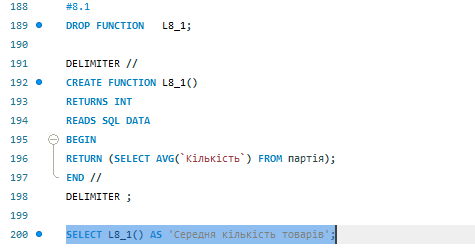 188 #8.1
189 DROP FUNCTION L8_1;
190
191 DELIMITER //
192 CREATE FUNCTION L8_1()
193 RETURNS INT
194 READS SQL DATA
195 BEGIN
196 RETURN (SELECT AVG(`Кількість`) FROM партія);
197 END //
198 DELIMITER ;
199
200 SELECT L8_1() AS 'Середня кількість товарів';